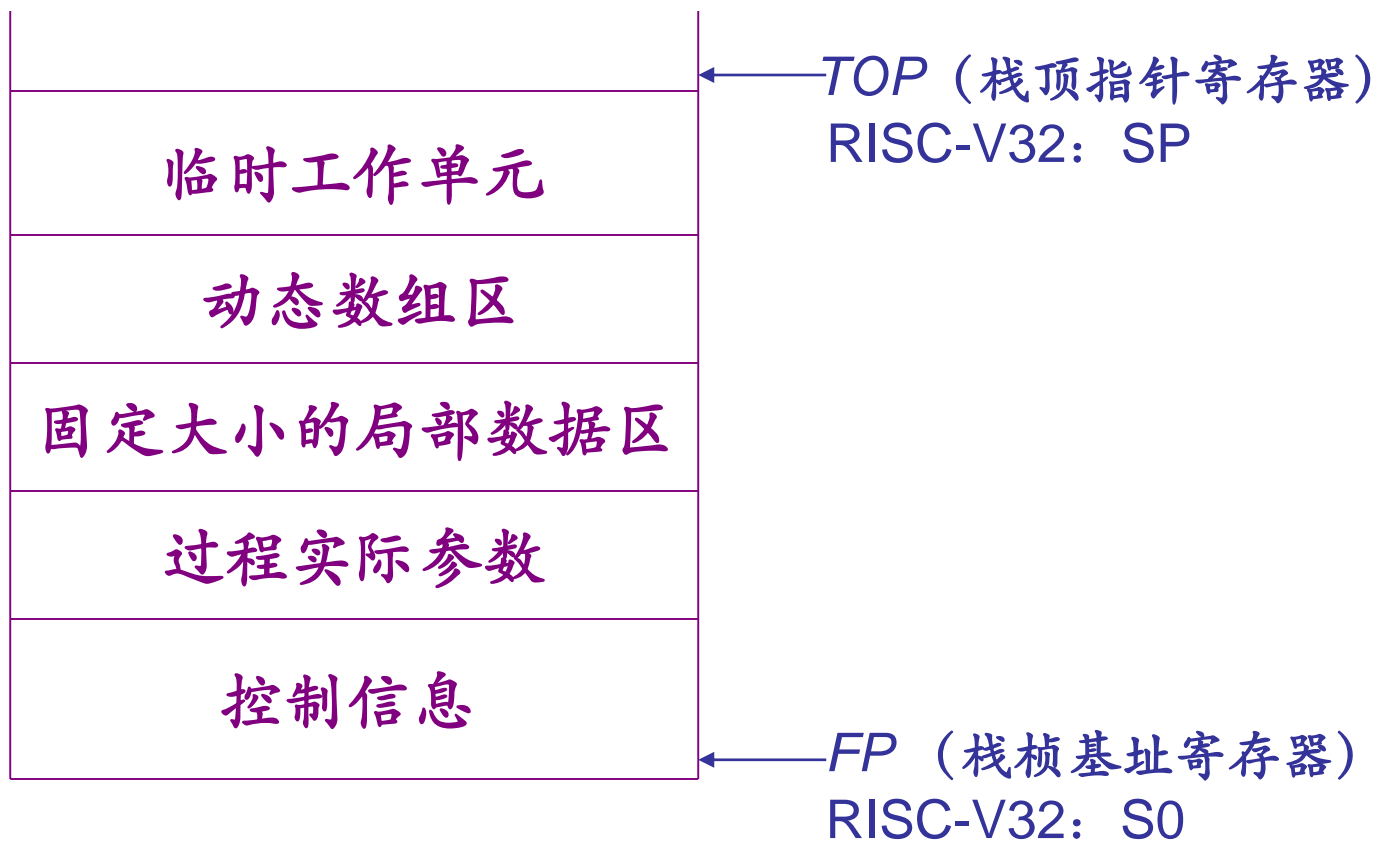 TOP（栈顶指针寄存器）
RISC-V32：SP
临时工作单元
动态数组区
固定大小的局部数据区
过程实际参数
控制信息
FP （栈桢基址寄存器）
RISC-V32：S0